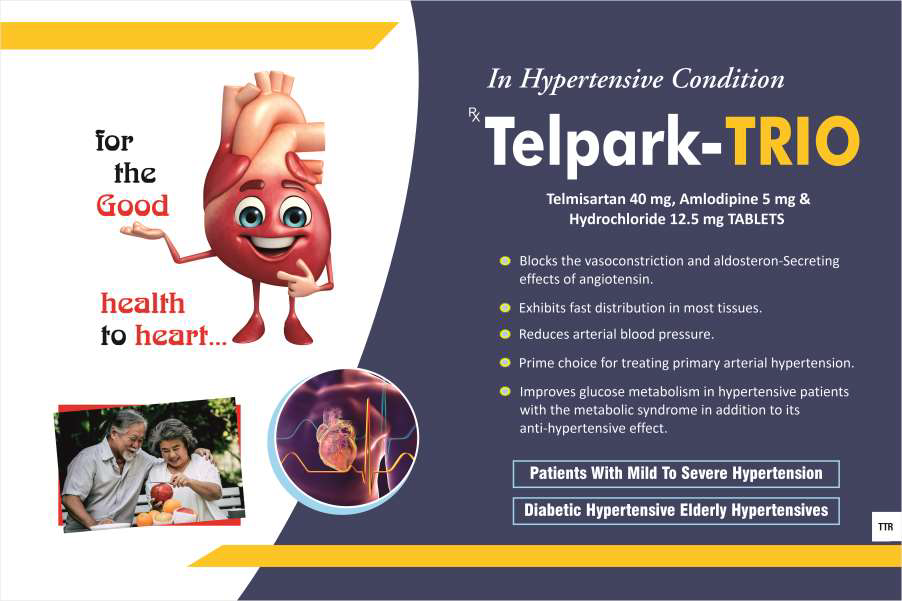 for
the
Good
health
to heart...
In Hypertensive Condition
Rx Telpark-TRIO
Telmisartan 40 mg, Amlodipine 5 mg &
Hydrochloride 12.5 mg TABLETS
Blocks the vasoconstriction and aldosteron-Secreting
effects of angiotensin.
Exhibits fast distribution in most tissues.
Reduces arterial blood pressure.
Prime choice for treating primary arterial hypertension.
Improves glucose metabolism in hypertensive patients
with the metabolic syndrome in addition to its
anti-hypertensive effect.
Patients With Mild To Severe Hypertension
Diabetic Hypertensive Elderly Hypertensives
TTR